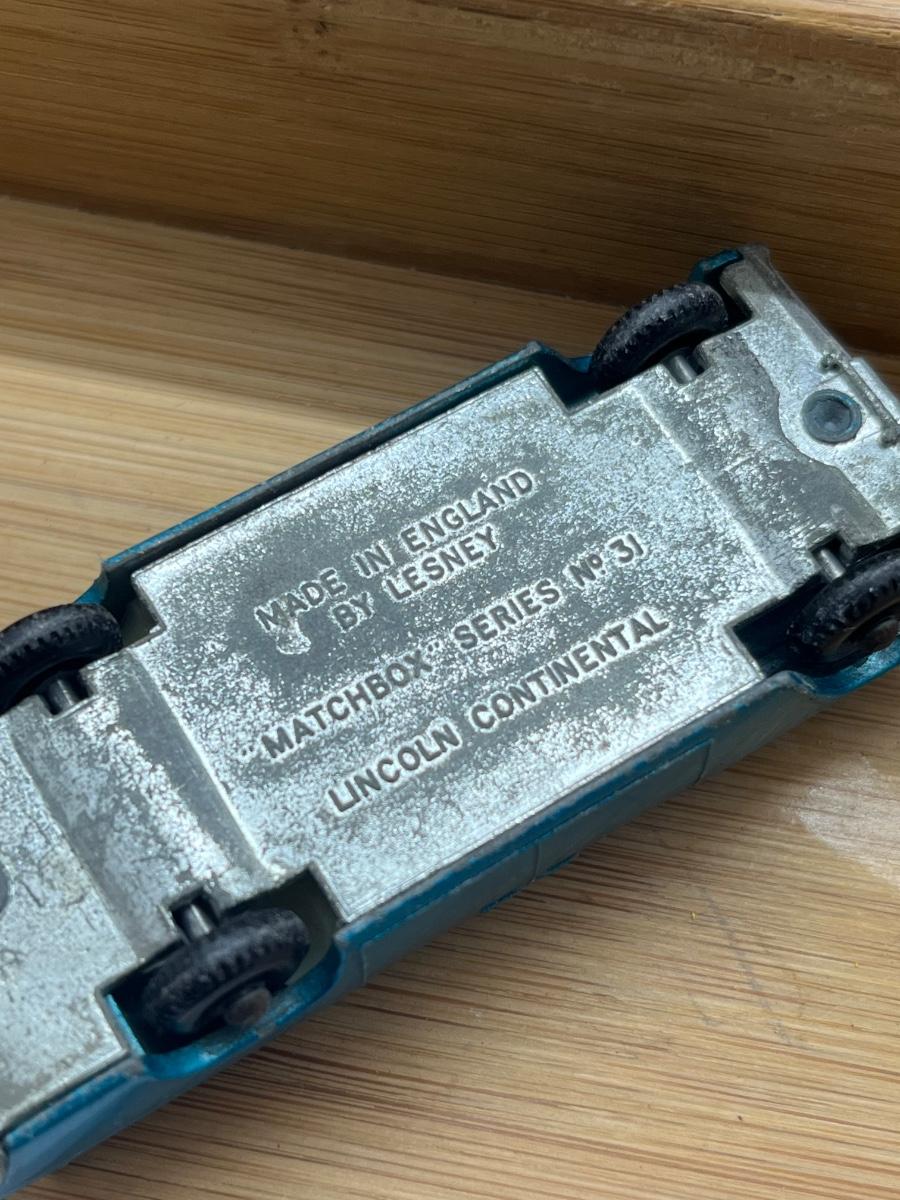 MADE IN ENGLAND
BY LESNEY
"MATCHBOX" SERIES Nº 31
LINCOLN CONTINENTAL